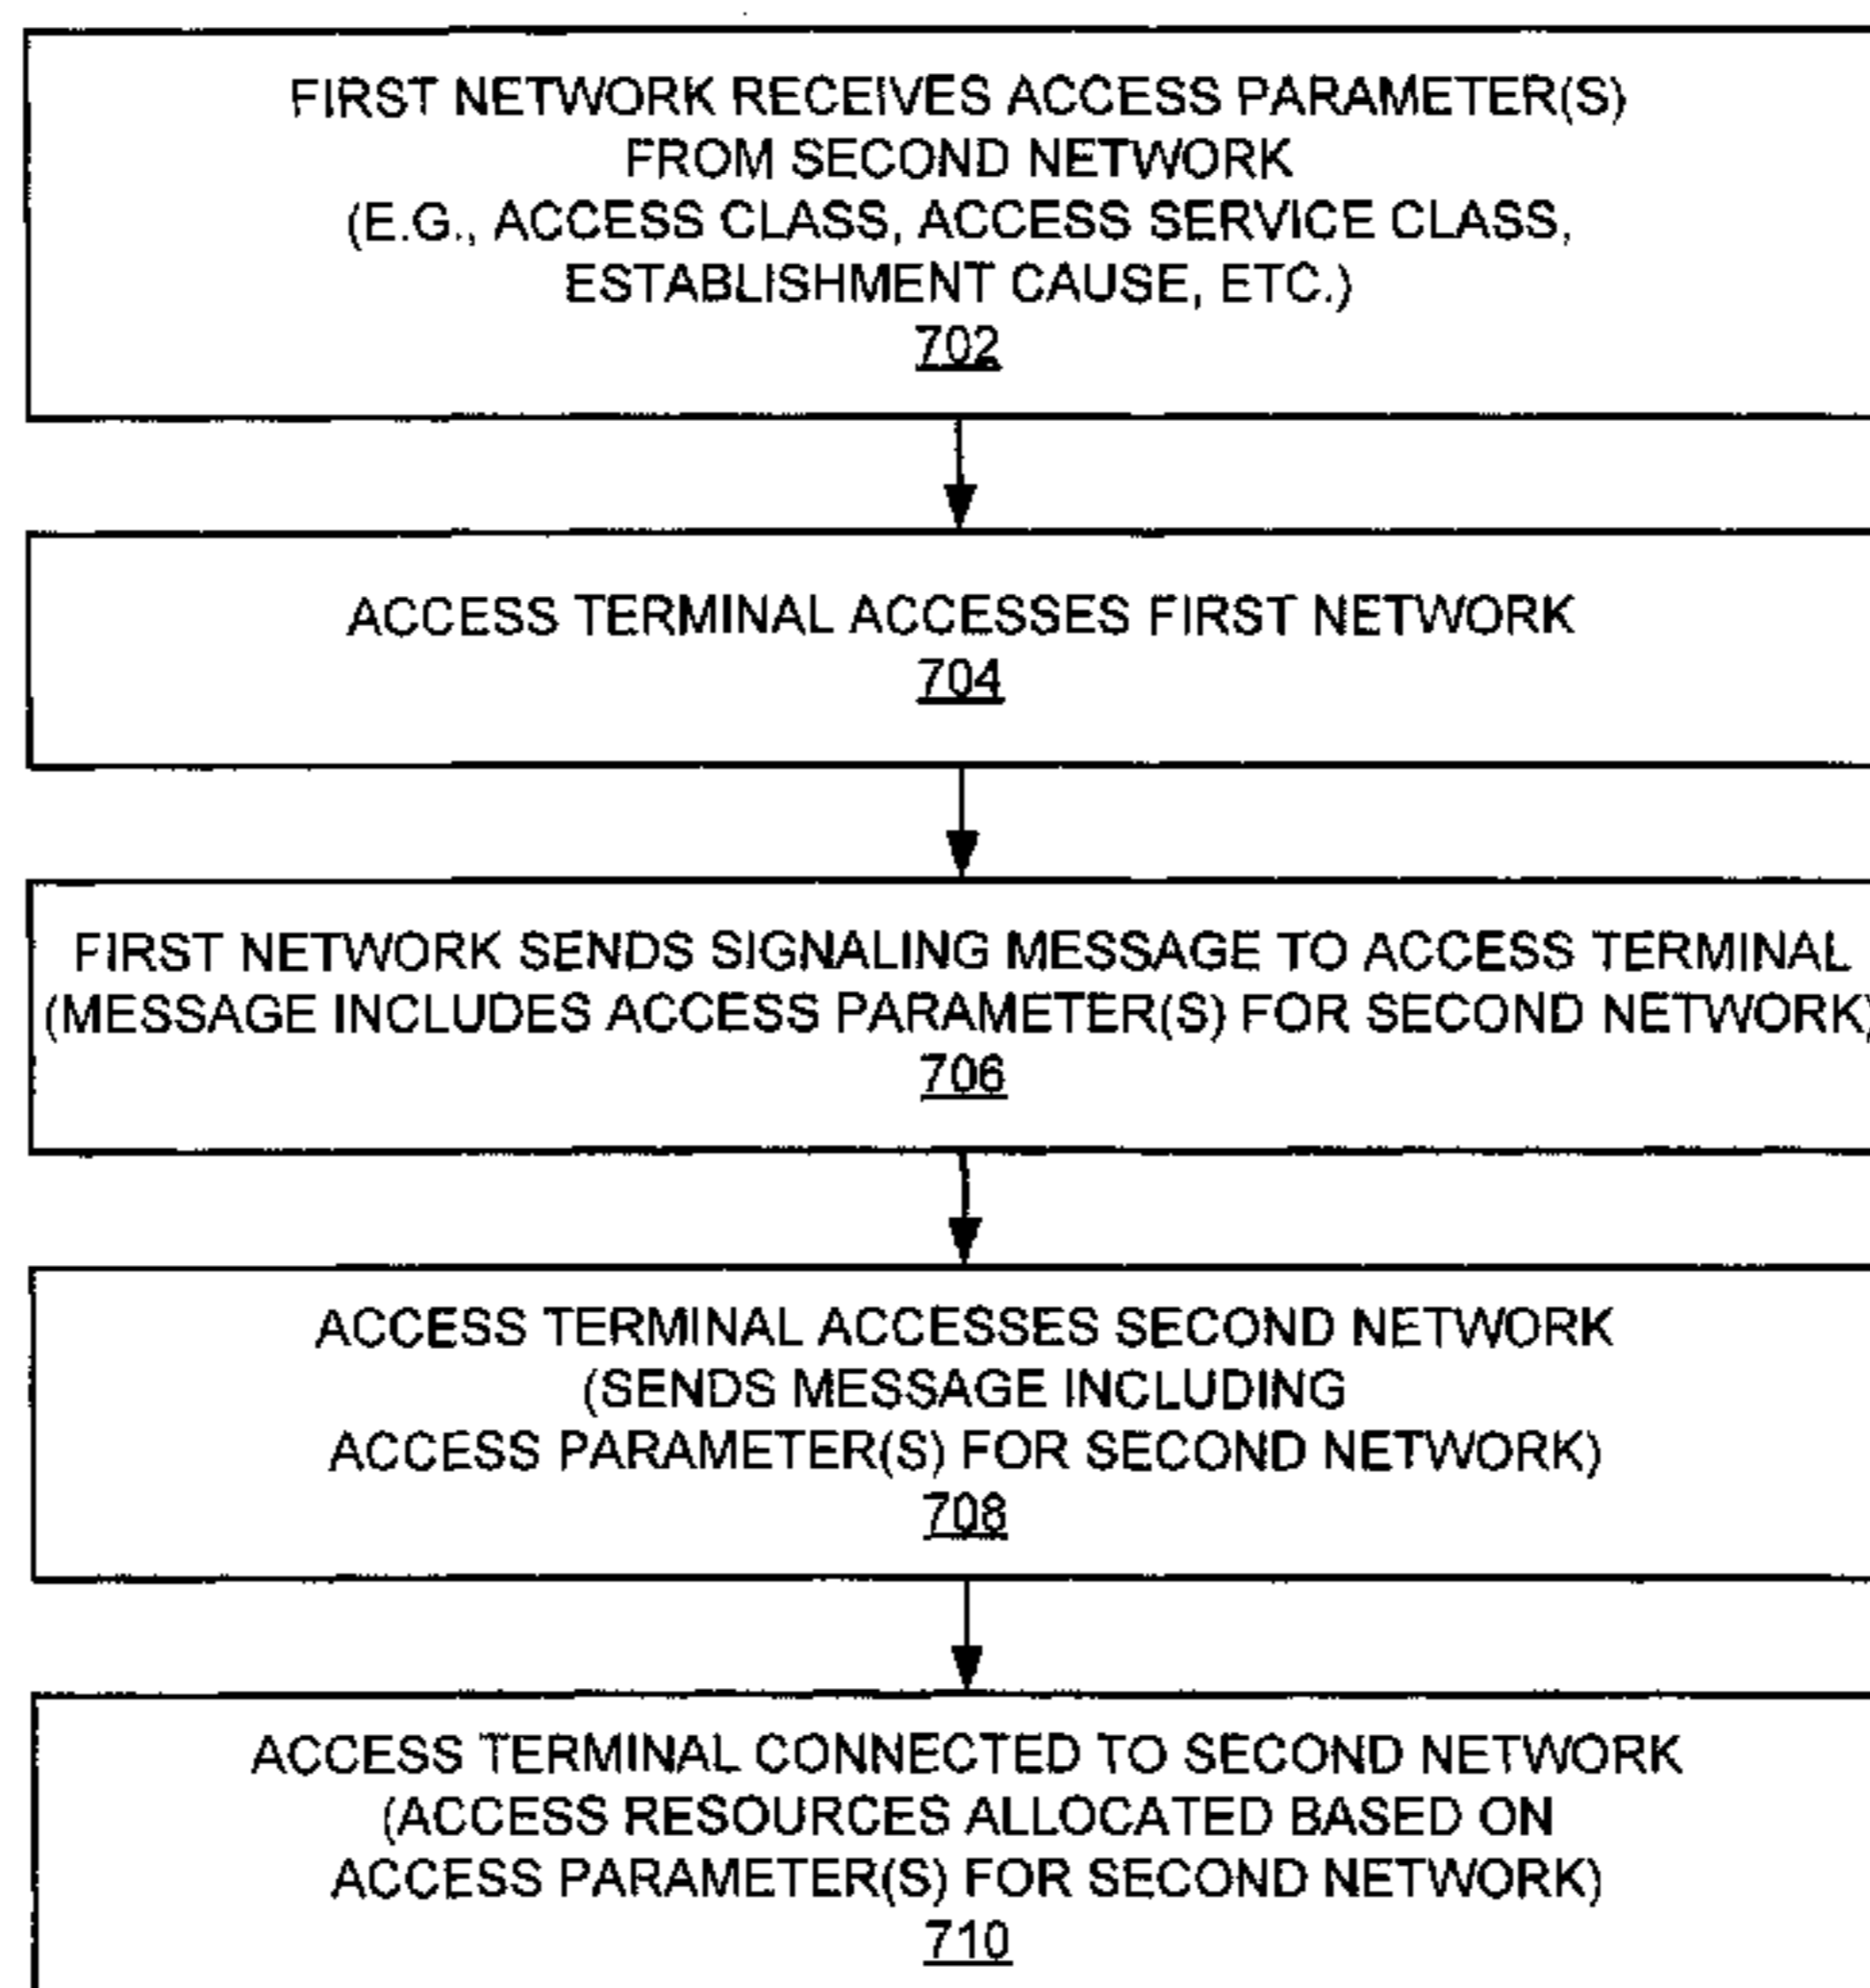 FIRST NETWORK RECEIVES ACCESS PARAMETER(S)
FROM SECOND NETWORK
(E.G., ACCESS CLASS, ACCESS SERVICE CLASS,
ESTABLISHMENT CAUSE, ETC.)
702
ACCESS TERMINAL ACCESSES FIRST NETWORK
704
FIRST NETWORK SENDS SIGNALING MESSAGE TO ACCESS TERMINAL
(MESSAGE INCLUDES ACCESS PARAMETER(S) FOR SECOND NETWORK)
706
ACCESS TERMINAL ACCESSES SECOND NETWORK
(SENDS MESSAGE INCLUDING
ACCESS PARAMETER(S) FOR SECOND NETWORK)
708
ACCESS TERMINAL CONNECTED TO SECOND NETWORK
(ACCESS RESOURCES ALLOCATED BASED ON
ACCESS PARAMETER(S) FOR SECOND NETWORK)
710